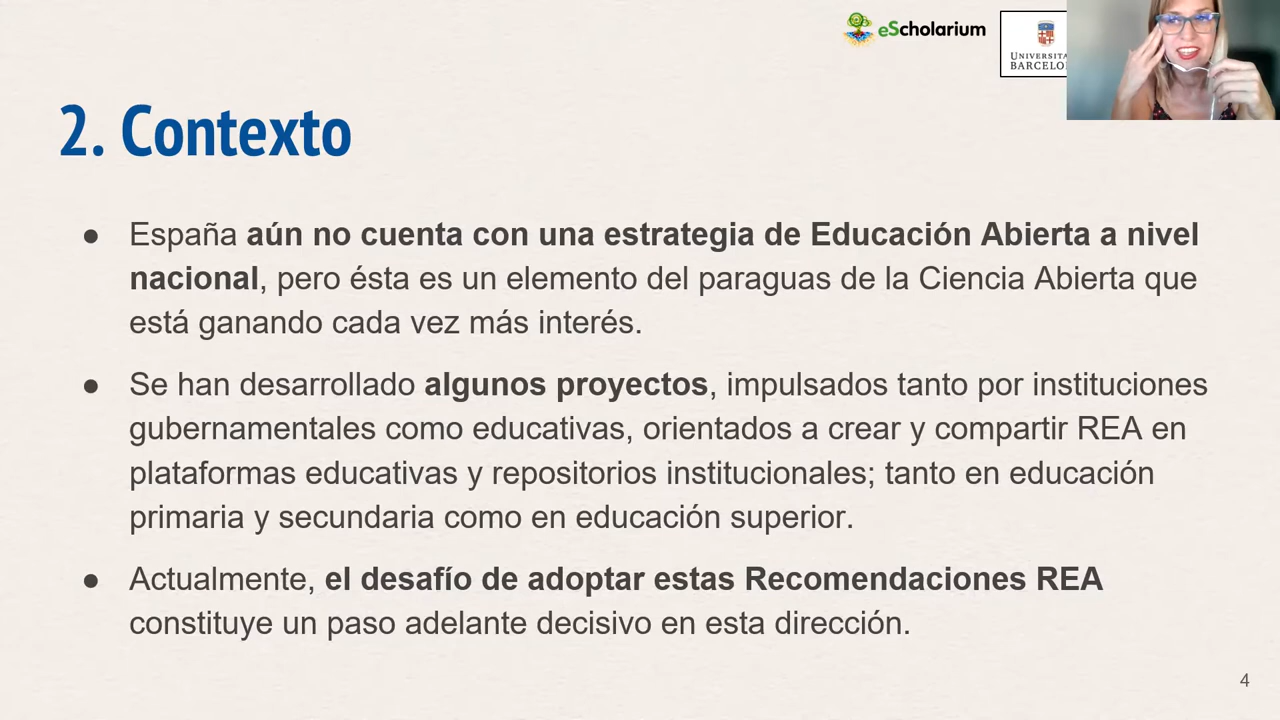 eScholarium
2. Contexto
● España aún no cuenta con una estrategia de Educación Abierta a nivel
nacional, pero ésta es un elemento del paraguas de la Ciencia Abierta que
está ganando cada vez más interés.
● Se han desarrollado algunos proyectos, impulsados tanto por instituciones
gubernamentales como educativas, orientados a crear y compartir REA en
plataformas educativas y repositorios institucionales; tanto en educación
primaria y secundaria como en educación superior.
● Actualmente, el desafío de adoptar estas Recomendaciones REA
constituye un paso adelante decisivo en esta dirección.
4